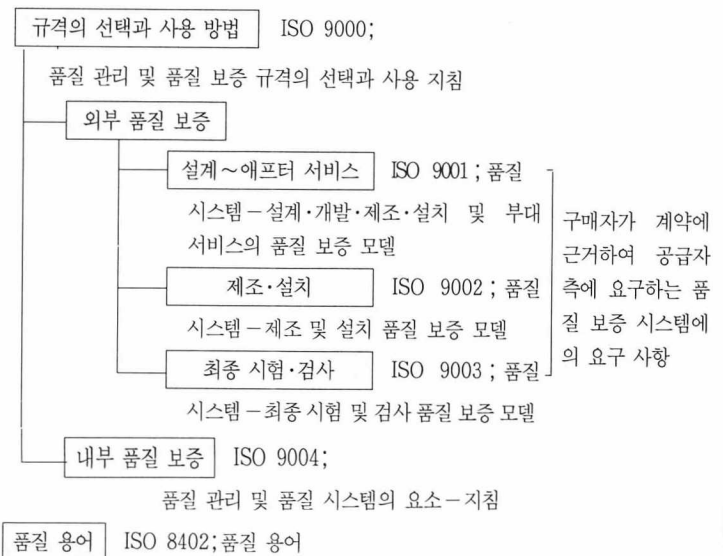 규격의 선택과 사용 방법 ISO 9000;
품질 관리 및 품질 보증 규격의 선택과 사용 지침
외부 품질 보증
설계～애프터 서비스 ISO 9001 ; 품질
시스템－설계·개발·제조·설치 및 부대
서비스의 품질 보증 모델
제조·설치 ISO 9002 ; 품질
시스템－제조 및 설치 품질 보증 모델
최종 시험·검사 ISO 9003 ; 품질
시스템－최종 시험 및 검사 품질 보증 모델
구매자가 계약에
근거하여 공급자
측에 요구하는 품
질 보증 시스템에
의 요구 사항
내부 품질 보증 ISO 9004;
품질 관리 및 품질 시스템의 요소－지침
품질 용어 ISO 8402;품질 용어